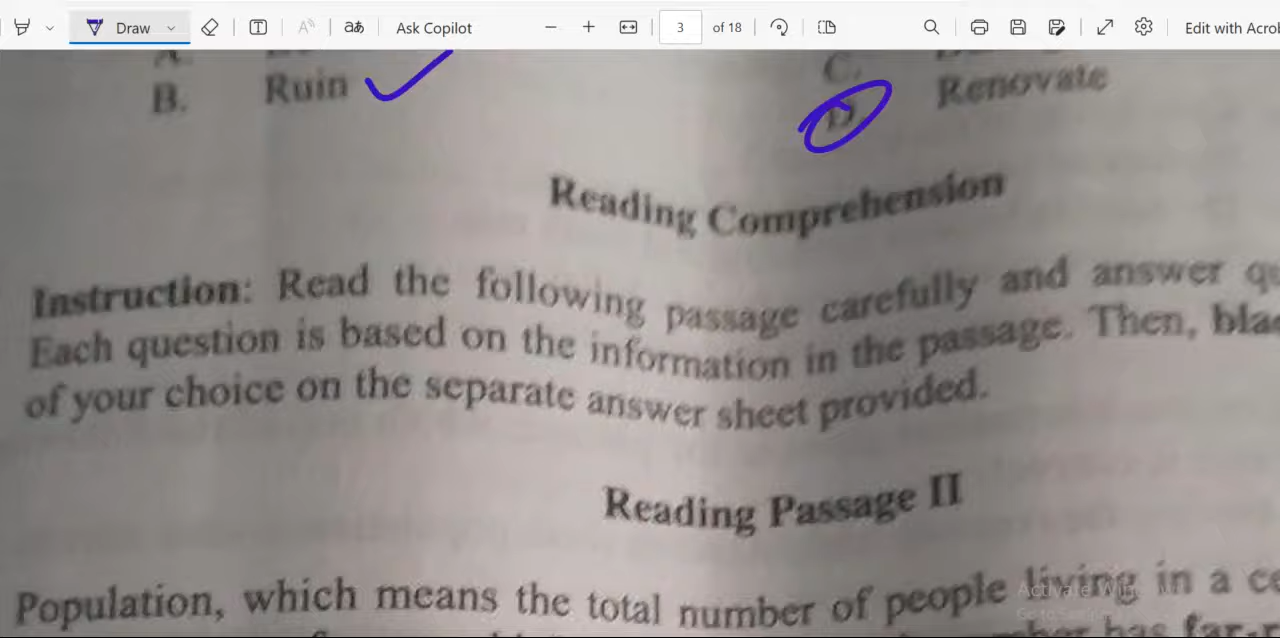 Draw
Ask Copilot
3 of 18
Edit with Acro
B. Ruin
C.
D. Renovate
Reading Comprehension
Instruction: Read the following passage carefully and answer
Each question is based on the information in the passage. Then,
of your choice on the separate answer sheet provided.
Reading Passage II
Population, which means the total number of people living in a